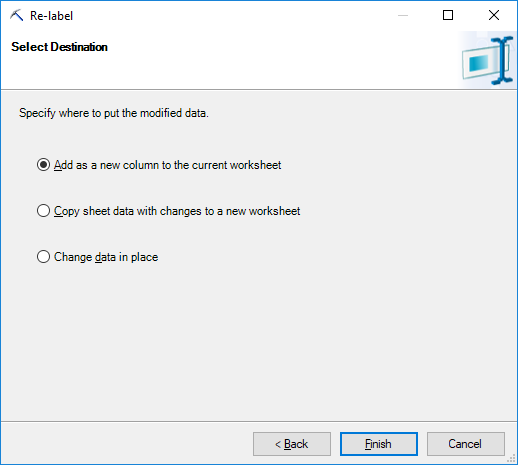 Re-label
Select Destination
Specify where to put the modified data.
Add as a new column to the current worksheet
Copy sheet data with changes to a new worksheet
Change data in place
< Back Finish Cancel